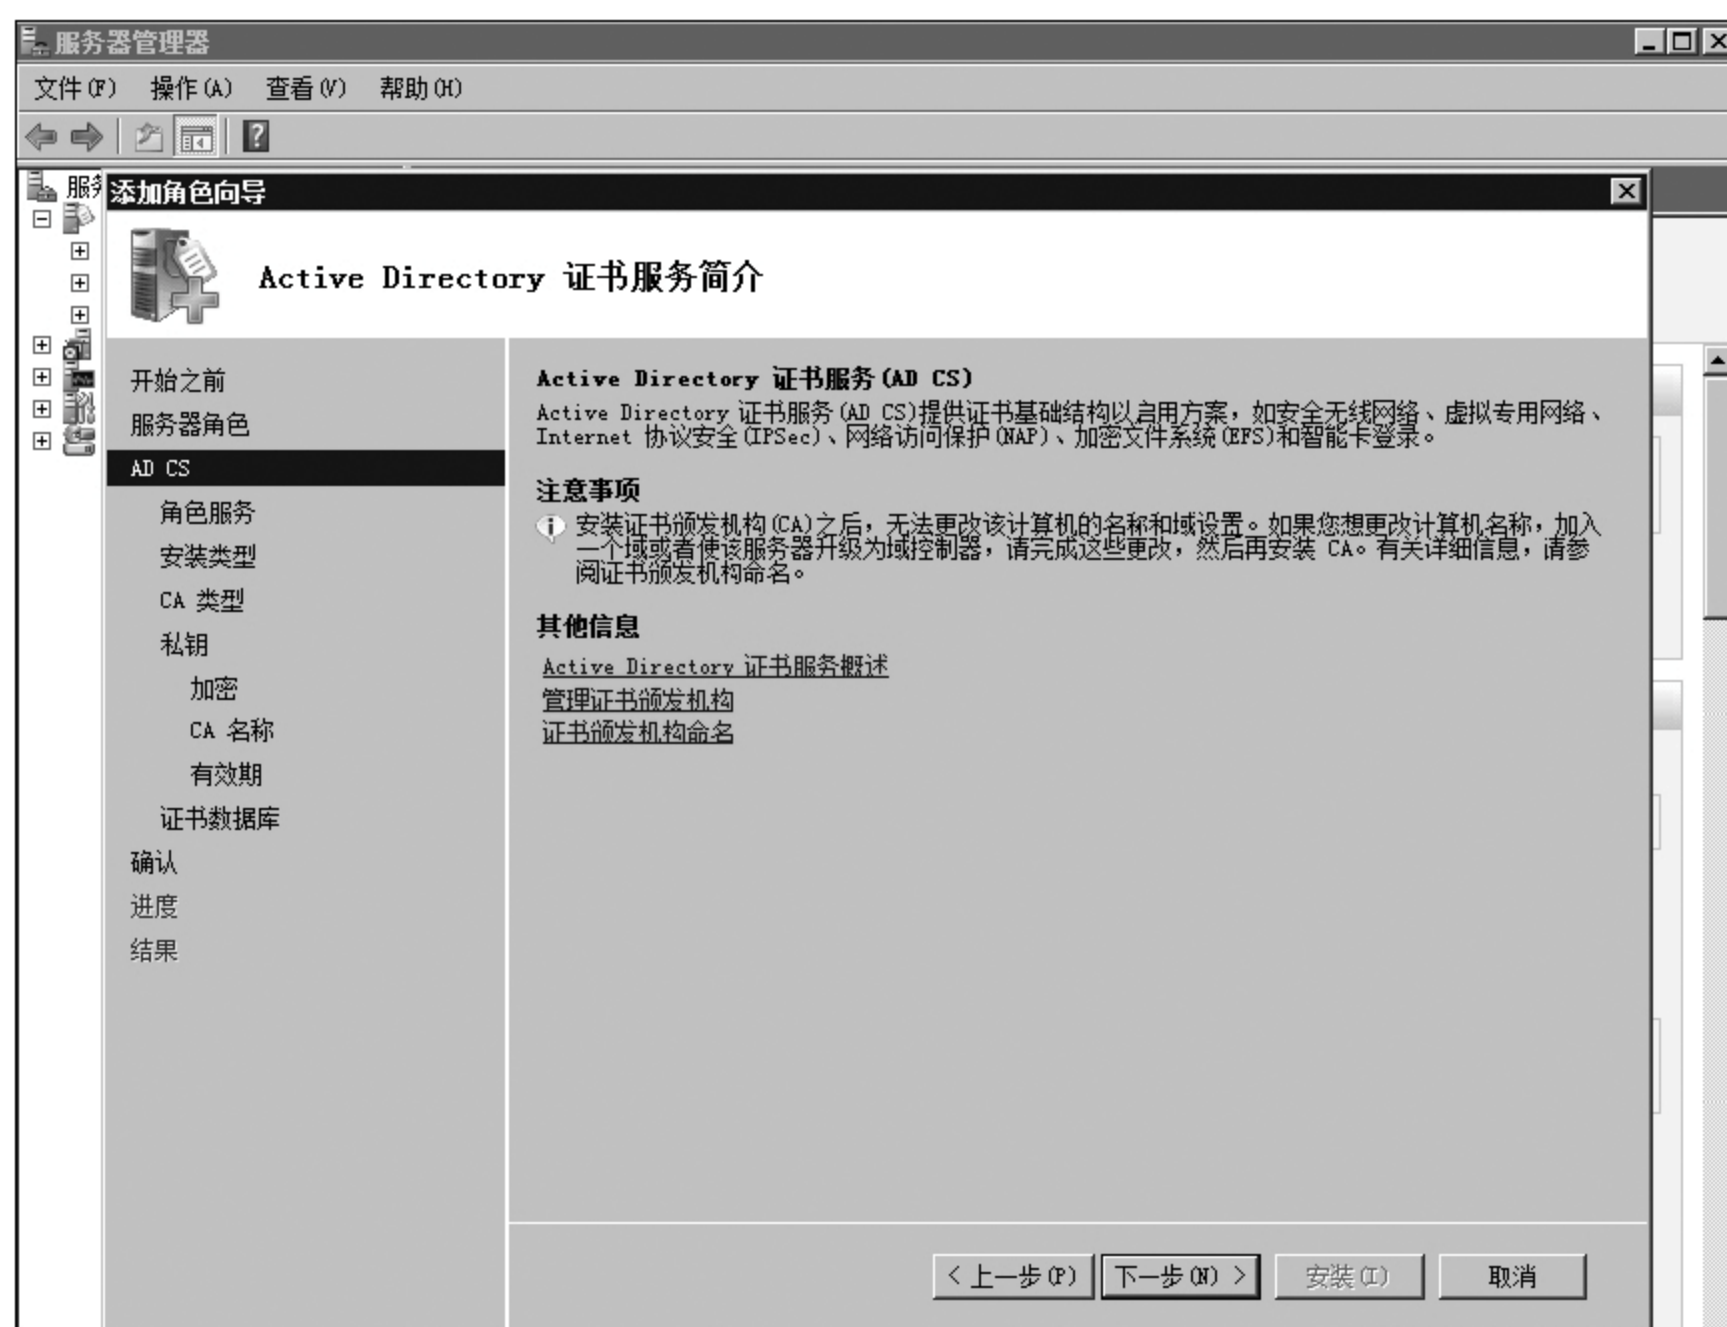 服务器管理器
文件(F) 操作(A) 查看(V) 帮助(H)
服务
添加角色向导
Active Directory 证书服务简介
开始之前
服务器角色
AD CS
角色服务
安装类型
CA 类型
私钥
加密
CA 名称
有效期
证书数据库
确认
进度
结果
Active Directory 证书服务(AD CS)
Active Directory 证书服务(AD CS)提供证书基础结构以启用方案，如安全无线网络、虚拟专用网络、
Internet 协议安全(IPSec)、网络访问保护(NAP)、加密文件系统(EFS)和智能卡登录。
注意事项
安装证书颁发机构(CA)之后，无法更改该计算机的名称和域设置。如果您想更改计算机名称，加入
一个域或者使该服务器升级为域控制器，请完成这些更改，然后再安装 CA。有关详细信息，请参
阅证书颁发机构命名。
其他信息
Active Directory 证书服务概述
管理证书颁发机构
证书颁发机构命名
< 上一步(P) 下一步(N) > 安装(I) 取消